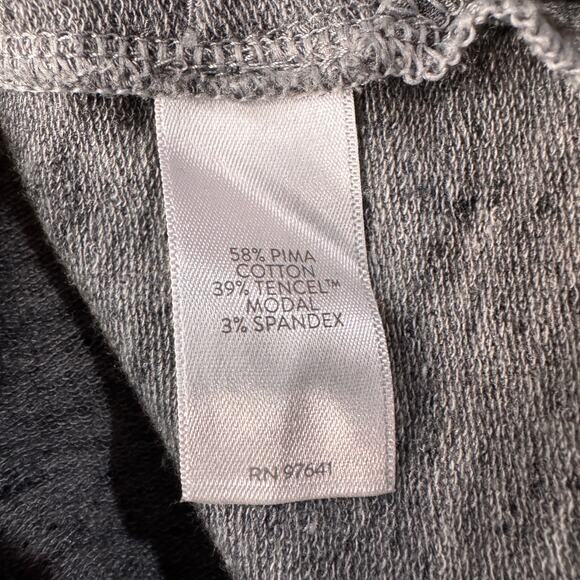 58% PIMA
COTTON
39% TENCEL™
MODAL
3% SPANDEX
RN 97641